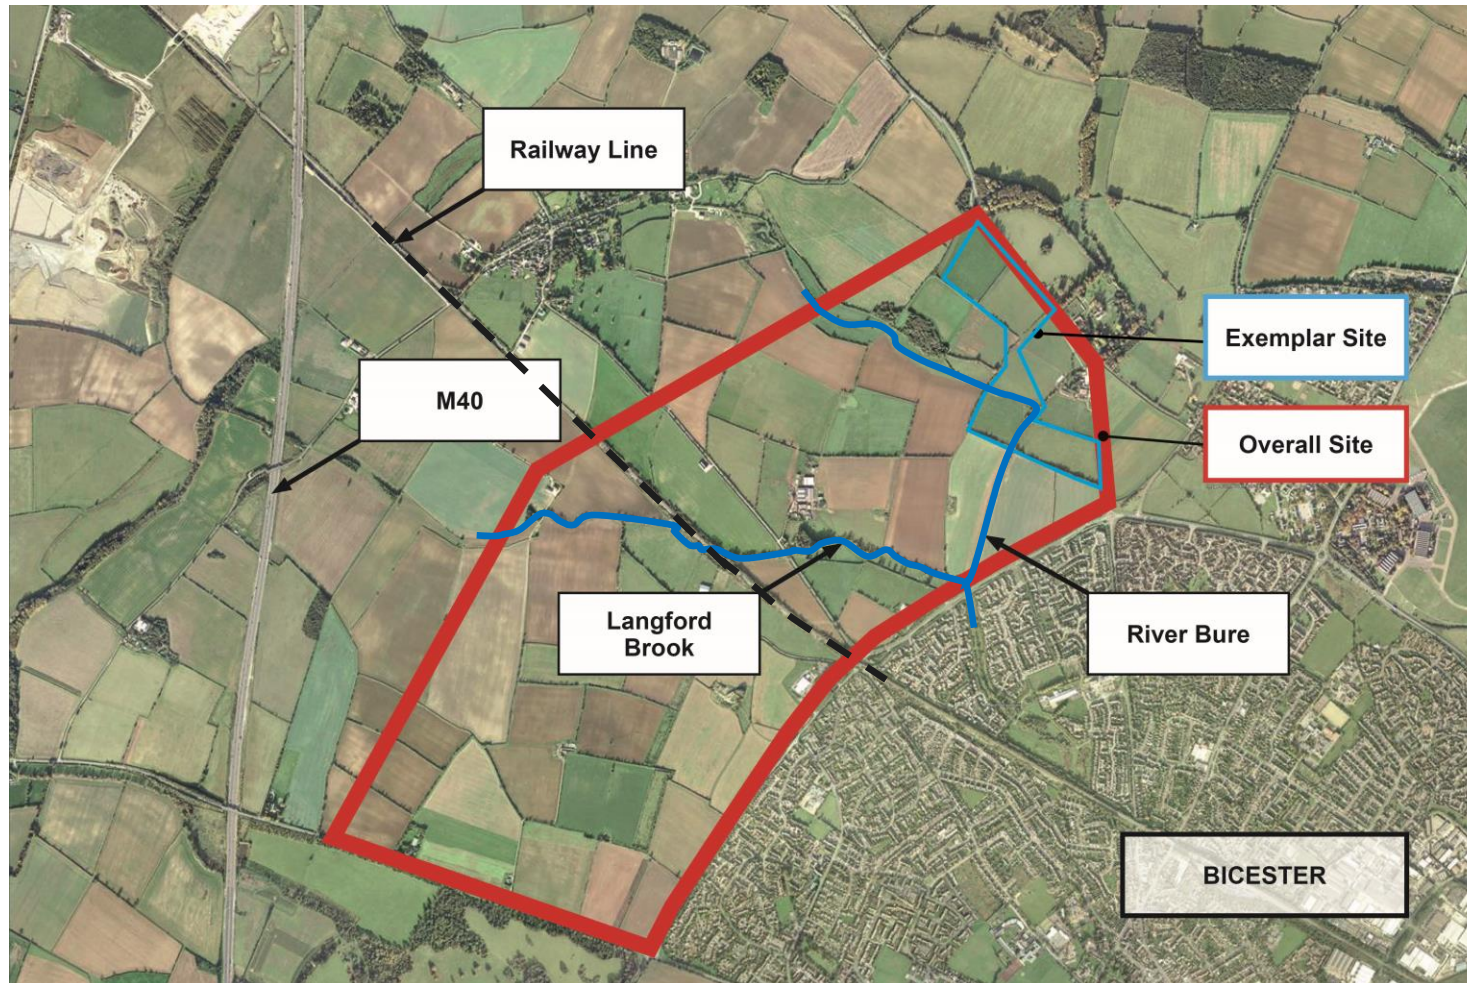 Railway Line
Exemplar Site
M40
Overall Site
Langford
Brook
River Bure
BICESTER